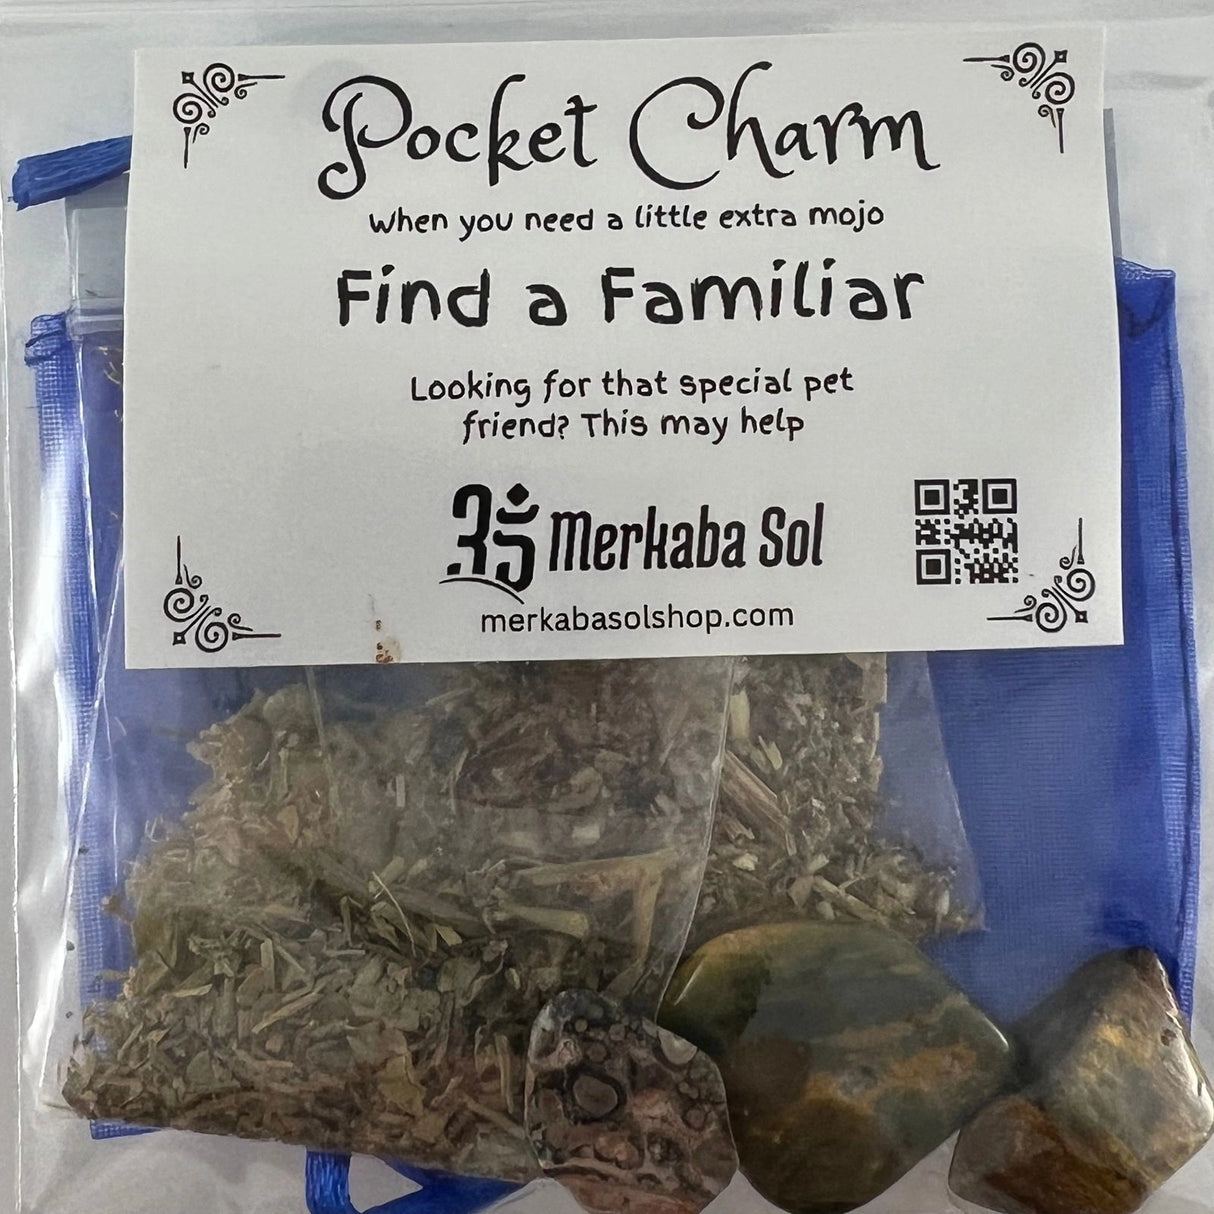 Pocket Charm
When you need a little extra mojo
Find a Familiar
Looking for that special pet
friend? This may help
Merkaba Sol
merkabasolshop.com